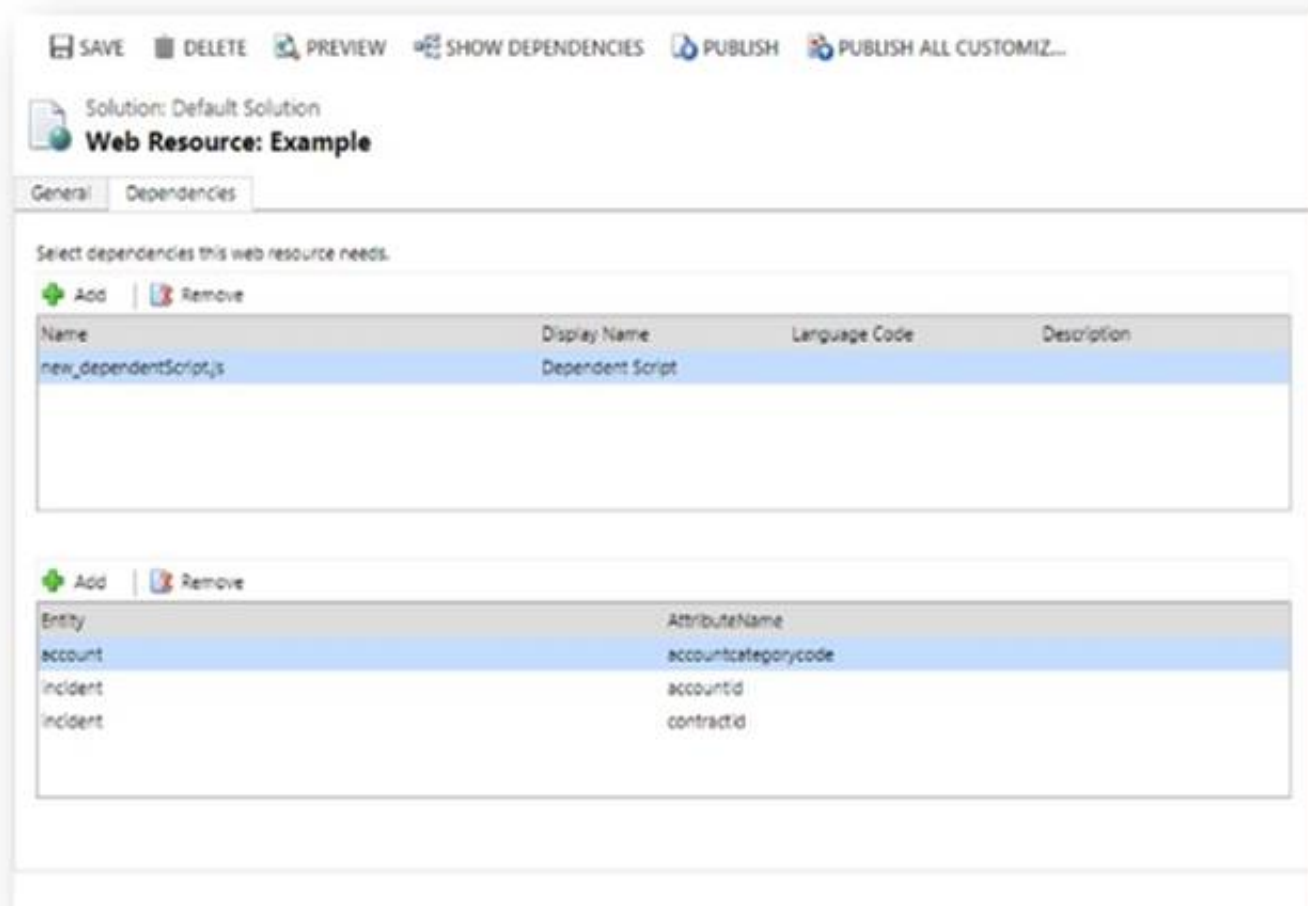 SAVE DELETE PREVIEW SHOW DEPENDENCIES PUBLISH PUBLISH ALL CUSTOMIZ...
Solution: Default Solution
Web Resource: Example
General Dependencies
Select dependencies this web resource needs.
Add Remove
Name Display Name Language Code Description
new_dependentScript.js Dependent Script
Add Remove
Entity AttributeName
account accountcategorycode
incident accountid
incident contractid